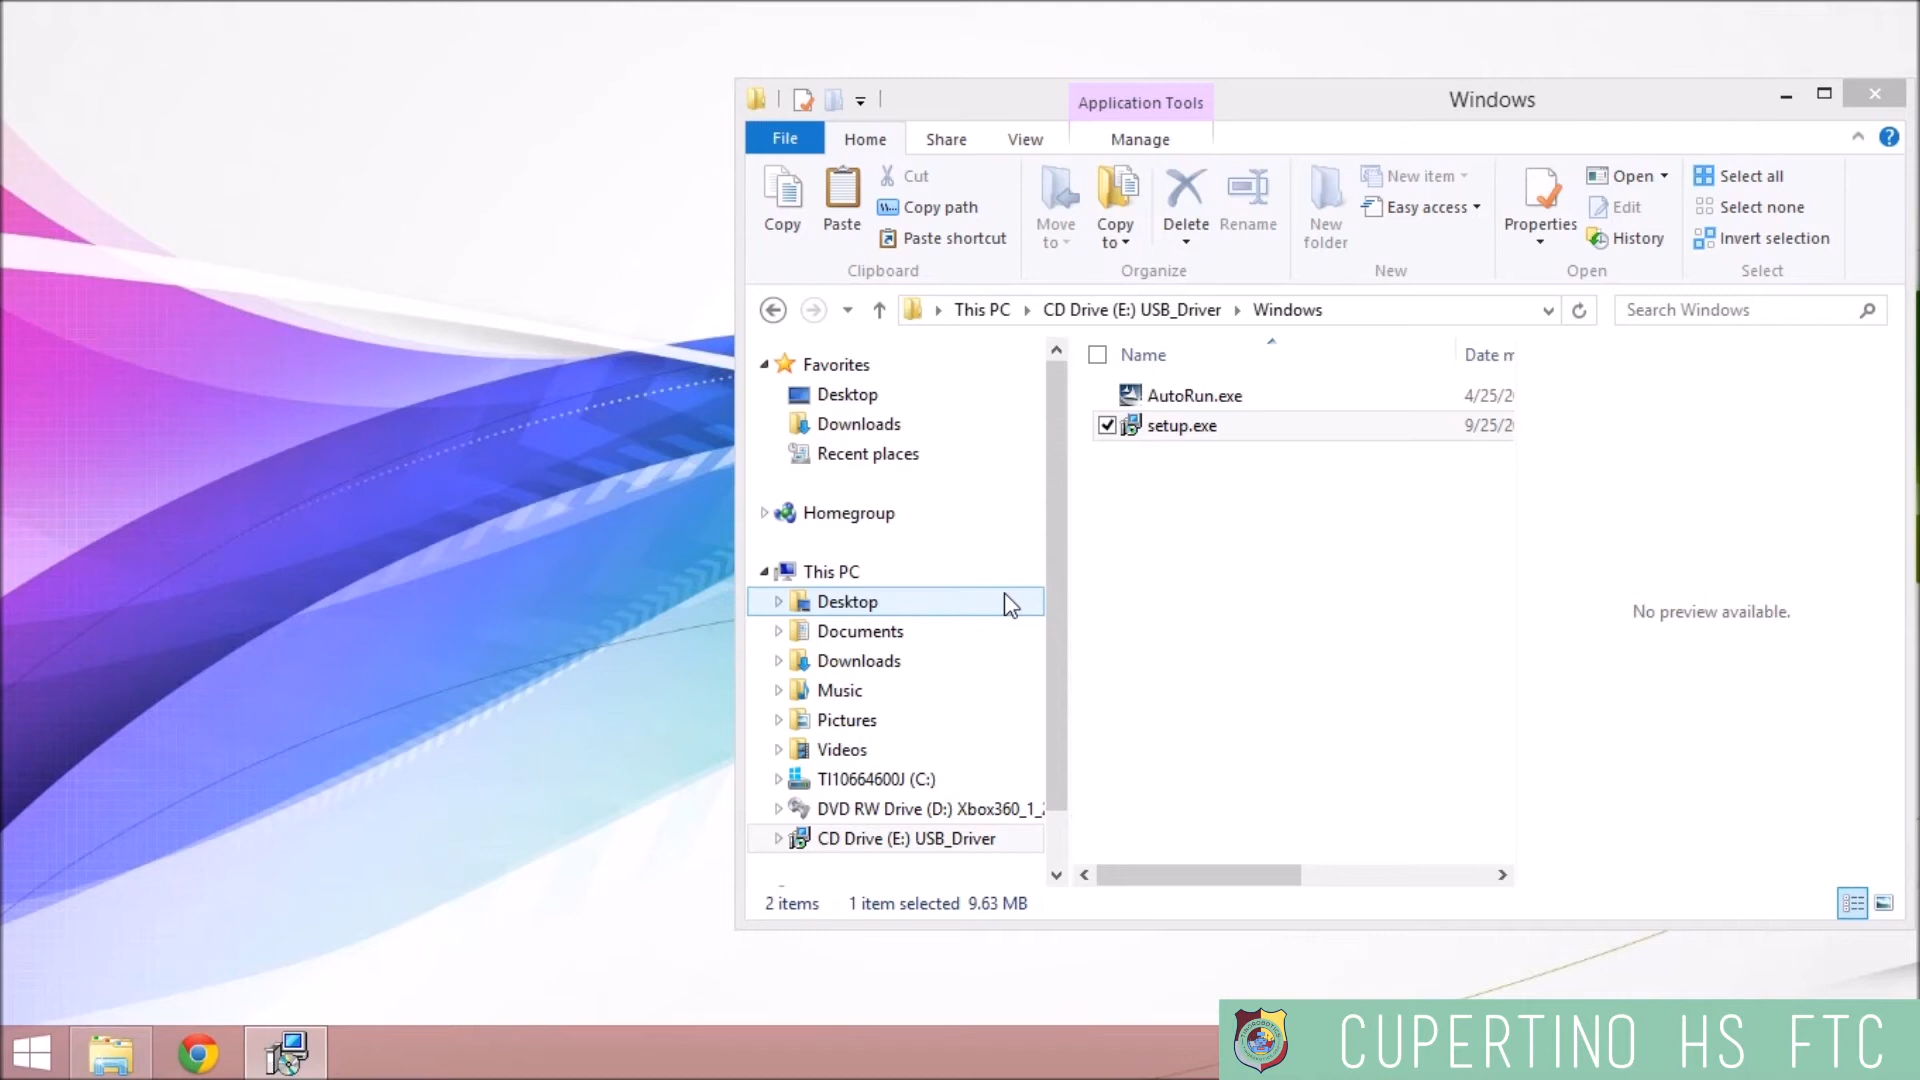 Application Tools
Windows
File
Home
Share
View
Manage
Copy
Paste
Cut
Copy path
Paste shortcut
Clipboard
Move to
Copy to
Delete
Rename
Organize
New folder
New item
Easy access
New
Properties
Open
Edit
History
Open
Select all
Select none
Invert selection
Select
This PC
CD Drive (E:) USB_Driver
Windows
Search Windows
Favorites
Desktop
Downloads
Recent places
Homegroup
This PC
Desktop
Documents
Downloads
Music
Pictures
Videos
TI10664600J (C:)
DVD RW Drive (D:) Xbox360_1_2
CD Drive (E:) USB_Driver
Name
Date m
AutoRun.exe
4/25/20
setup.exe
9/25/20
No preview available.
2 items
1 item selected 9.63 MB
CUPERTINO HS FTC